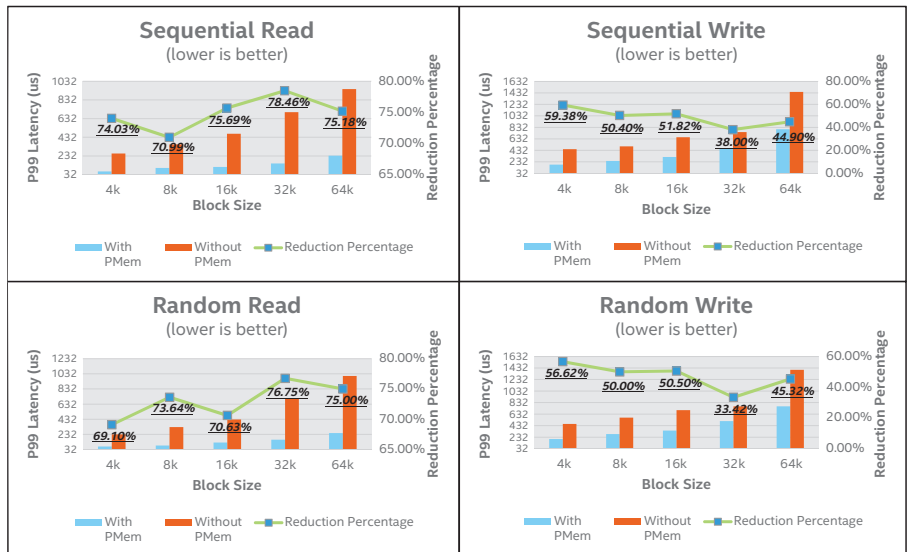 Sequential Read
(lower is better)
P99 Latency (us)
1032
832
632
432
232
32
80.00%
75.00%
70.00%
65.00%
Reduction Percentage
74.03%
70.99%
75.69%
78.46%
75.18%
4k 8k 16k 32k 64k
Block Size
With PMem
Without PMem
Reduction Percentage
Sequential Write
(lower is better)
P99 Latency (us)
1632
1432
1232
1032
832
632
432
232
32
80.00%
60.00%
40.00%
20.00%
0.00%
Reduction Percentage
59.38%
50.40%
51.82%
38.00%
44.90%
4k 8k 16k 32k 64k
Block Size
With PMem
Without PMem
Reduction Percentage
Random Read
(lower is better)
P99 Latency (us)
1232
1032
832
632
432
232
32
80.00%
75.00%
70.00%
65.00%
Reduction Percentage
69.10%
73.64%
70.63%
76.75%
75.00%
4k 8k 16k 32k 64k
Block Size
With PMem
Without PMem
Reduction Percentage
Random Write
(lower is better)
P99 Latency (us)
1632
1432
1232
1032
832
632
432
232
32
60.00%
40.00%
20.00%
0.00%
Reduction Percentage
56.62%
50.00%
50.50%
33.42%
45.32%
4k 8k 16k 32k 64k
Block Size
With PMem
Without PMem
Reduction Percentage